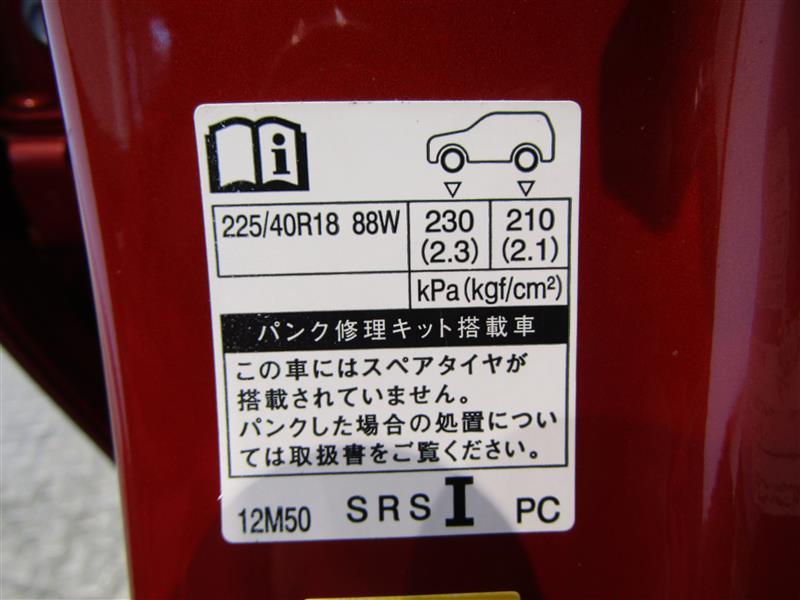 i
225/40R18 88W 230 210
(2.3) (2.1)
kPa(kgf/cm²)
パンク修理キット搭載車
この車にはスペアタイヤが
搭載されていません。
パンクした場合の処置につい
ては取扱書をご覧ください。
12M50 SRS I PC